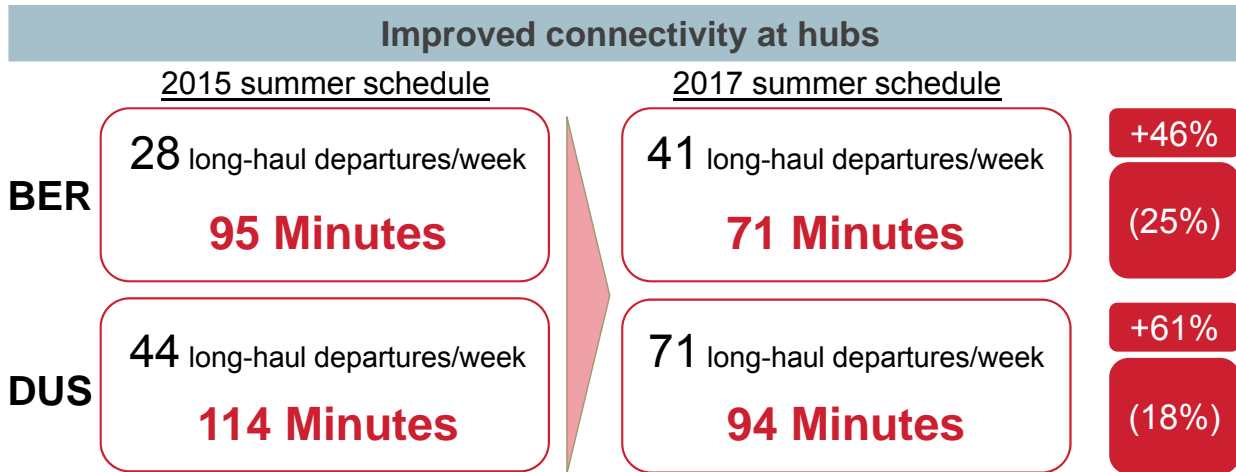 Improved connectivity at hubs
2015 summer schedule
2017 summer schedule
BER
28 long-haul departures/week
95 Minutes
41 long-haul departures/week
71 Minutes
+46%
(25%)
DUS
44 long-haul departures/week
114 Minutes
71 long-haul departures/week
94 Minutes
+61%
(18%)